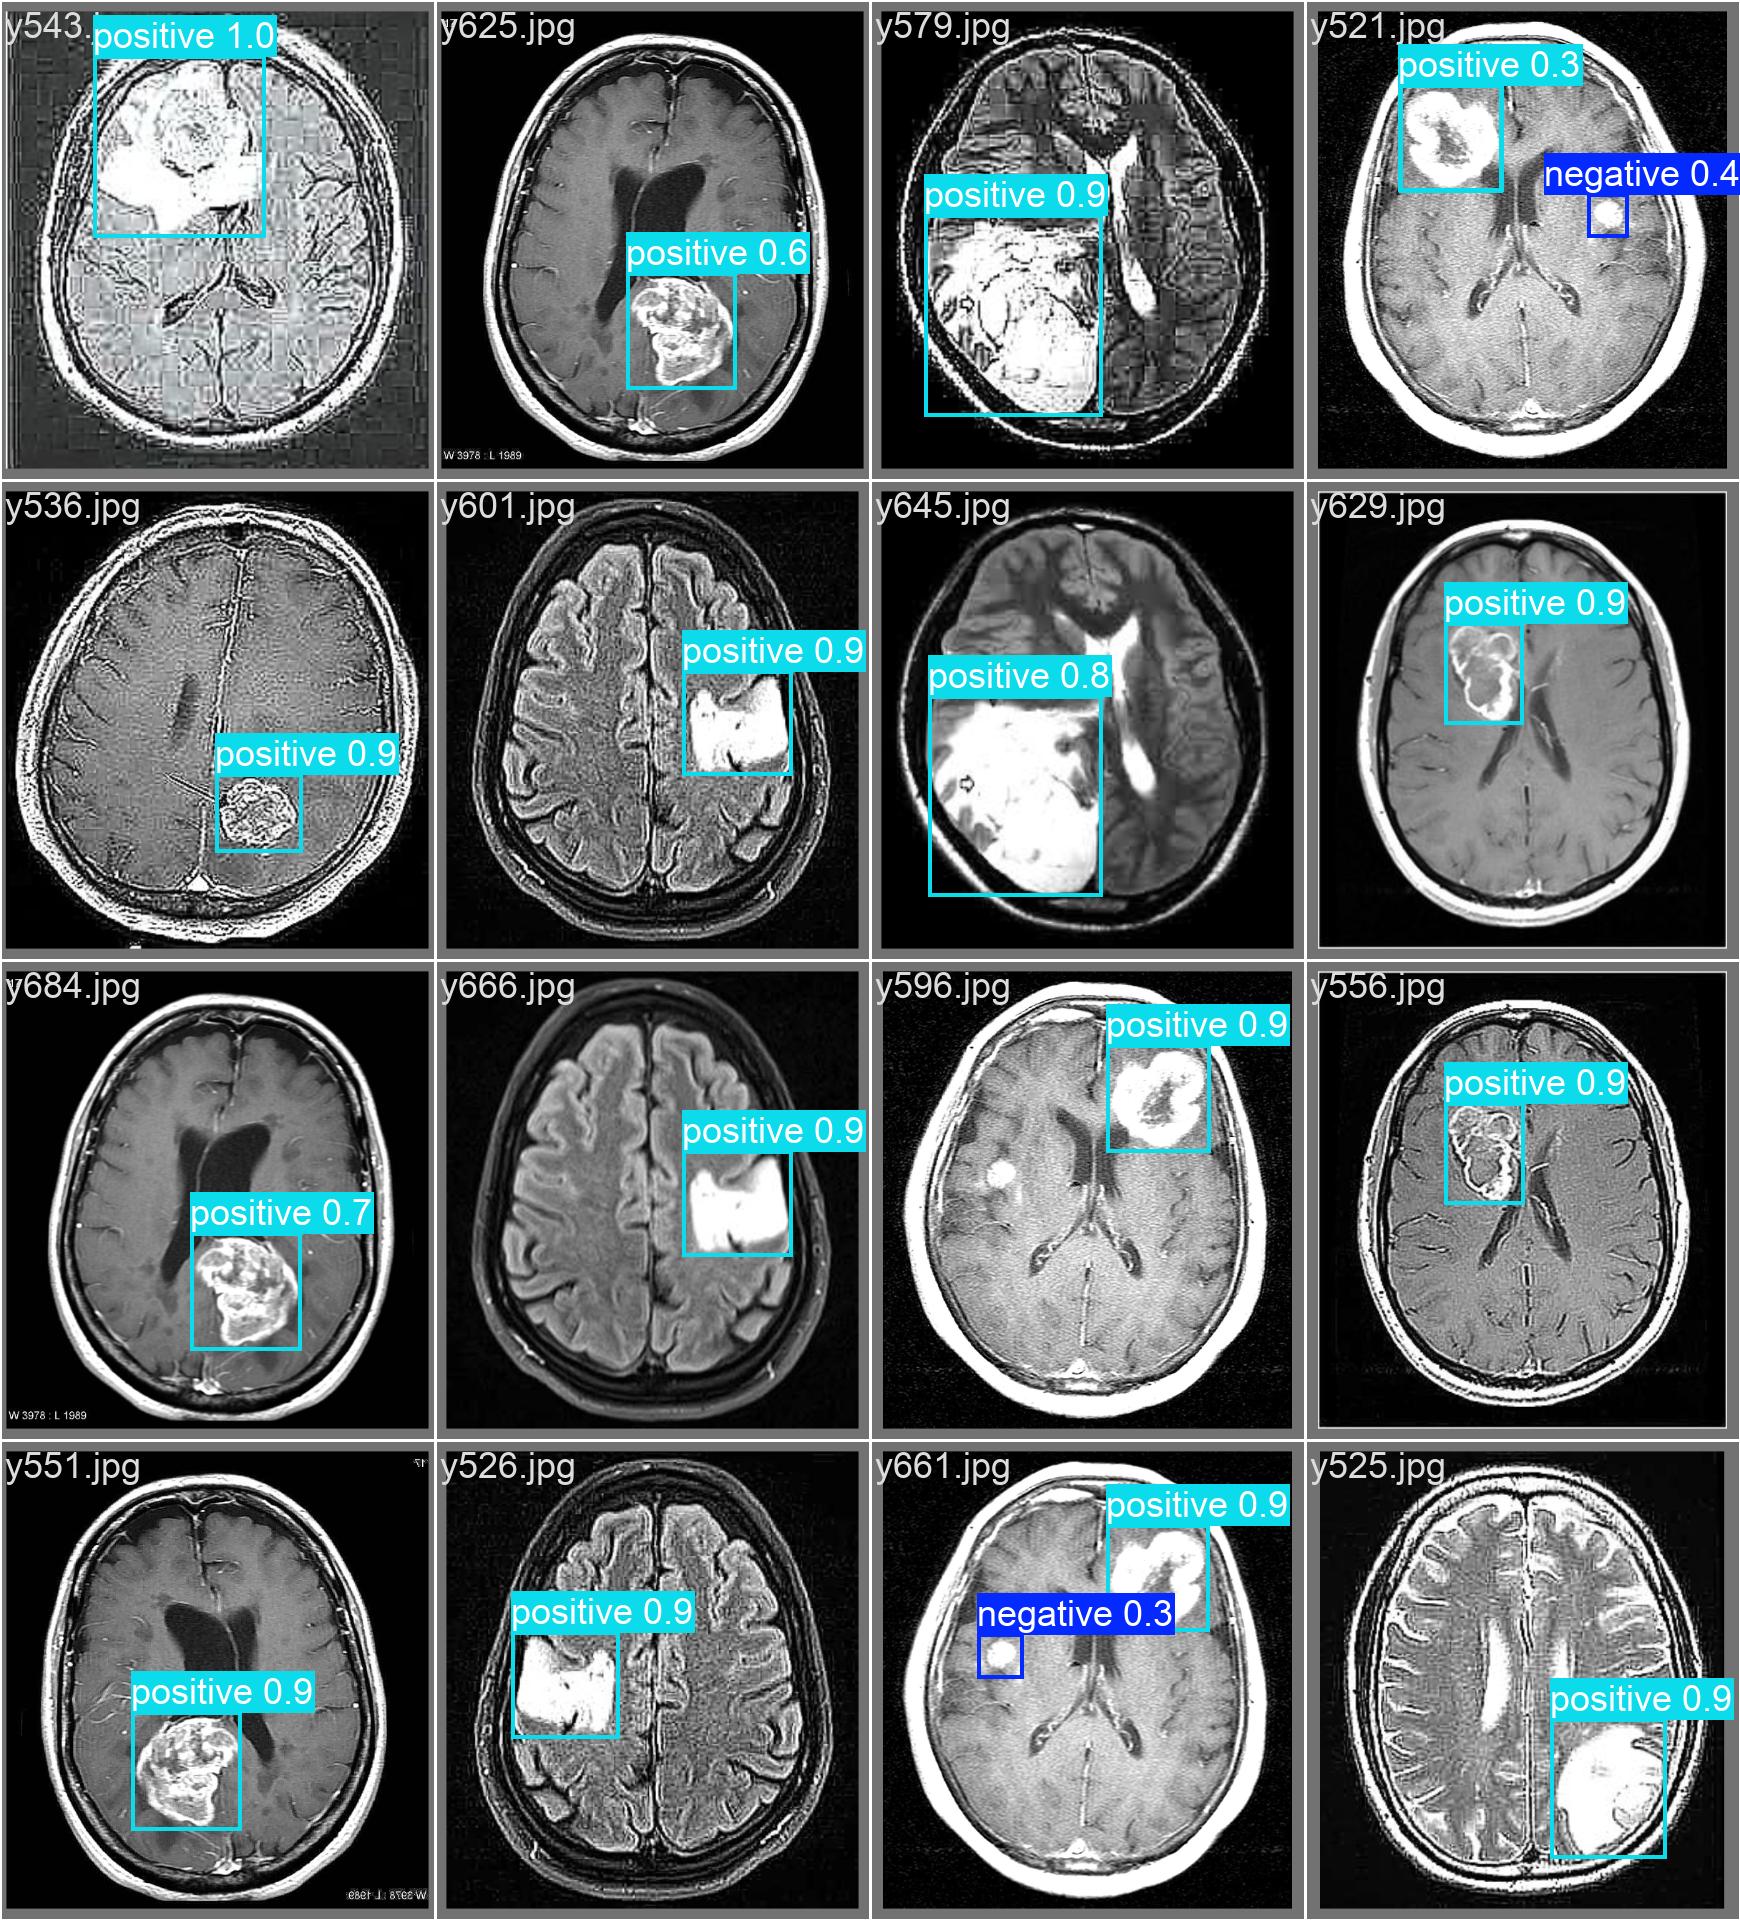 y543.
positive 1.0
y625.jpg
positive 0.6
W 3978 : L 1989
y579.jpg
positive 0.9
y521.jpg
positive 0.3
negative 0.4
y536.jpg
positive 0.9
y601.jpg
positive 0.9
y645.jpg
positive 0.8
y629.jpg
positive 0.9
y684.jpg
positive 0.7
W 3978 : L 1989
y666.jpg
positive 0.9
y596.jpg
positive 0.9
y556.jpg
positive 0.9
y551.jpg
positive 0.9
W 3978 : L 1989
y526.jpg
positive 0.9
y661.jpg
positive 0.9
negative 0.3
y525.jpg
positive 0.9